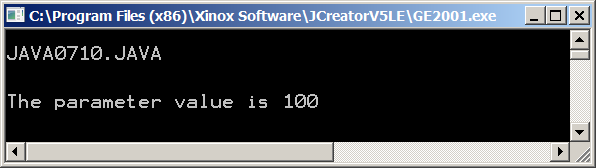 C:\Program Files (x86)\Xinox Software\JCreatorV5LE\GE2001.exe
JAVA0710.JAVA
The parameter value is 100